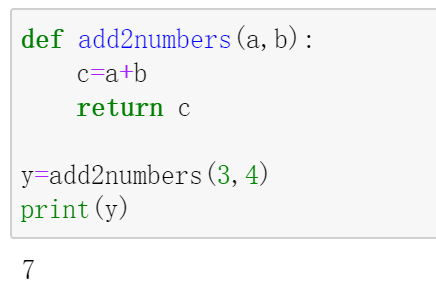 def add2numbers(a,b):
    c=a+b
    return c

y=add2numbers(3,4)
print(y)
7